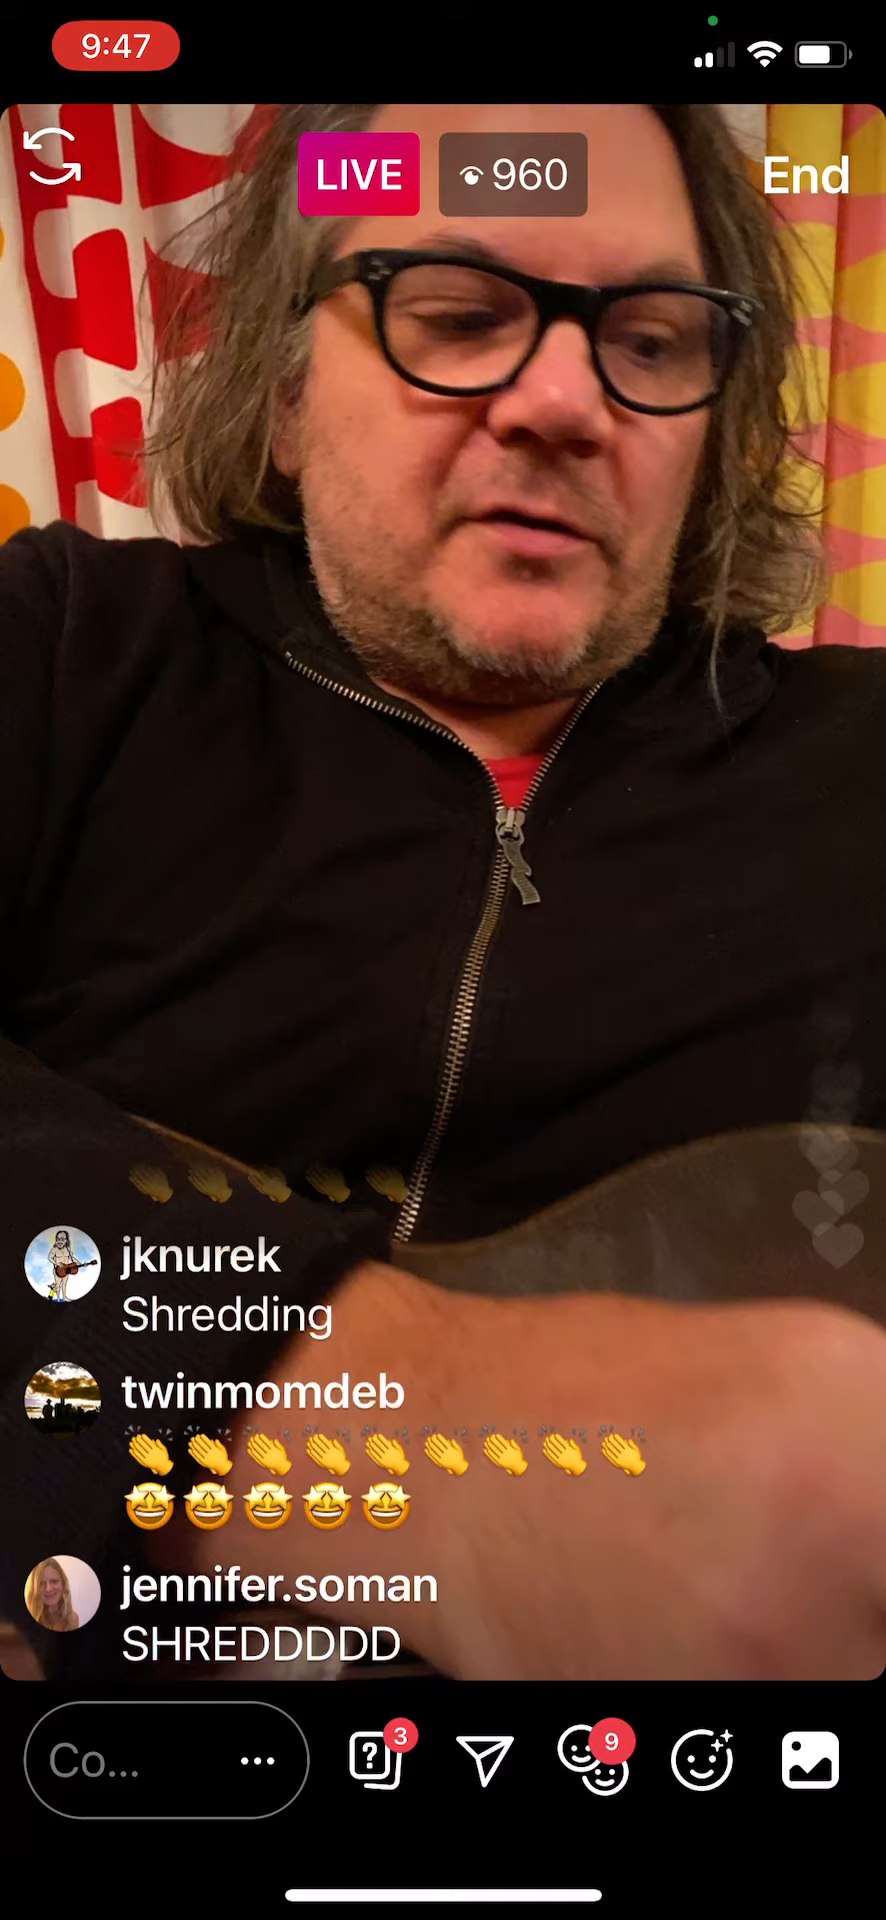 9:47
LIVE
960
End
👏👏👏👏👏
jknurek
Shredding
twinmomdeb
👏👏👏👏👏👏👏👏👏
🤩🤩🤩🤩🤩
jennifer.soman
SHREDDDDD
Co...
3
9